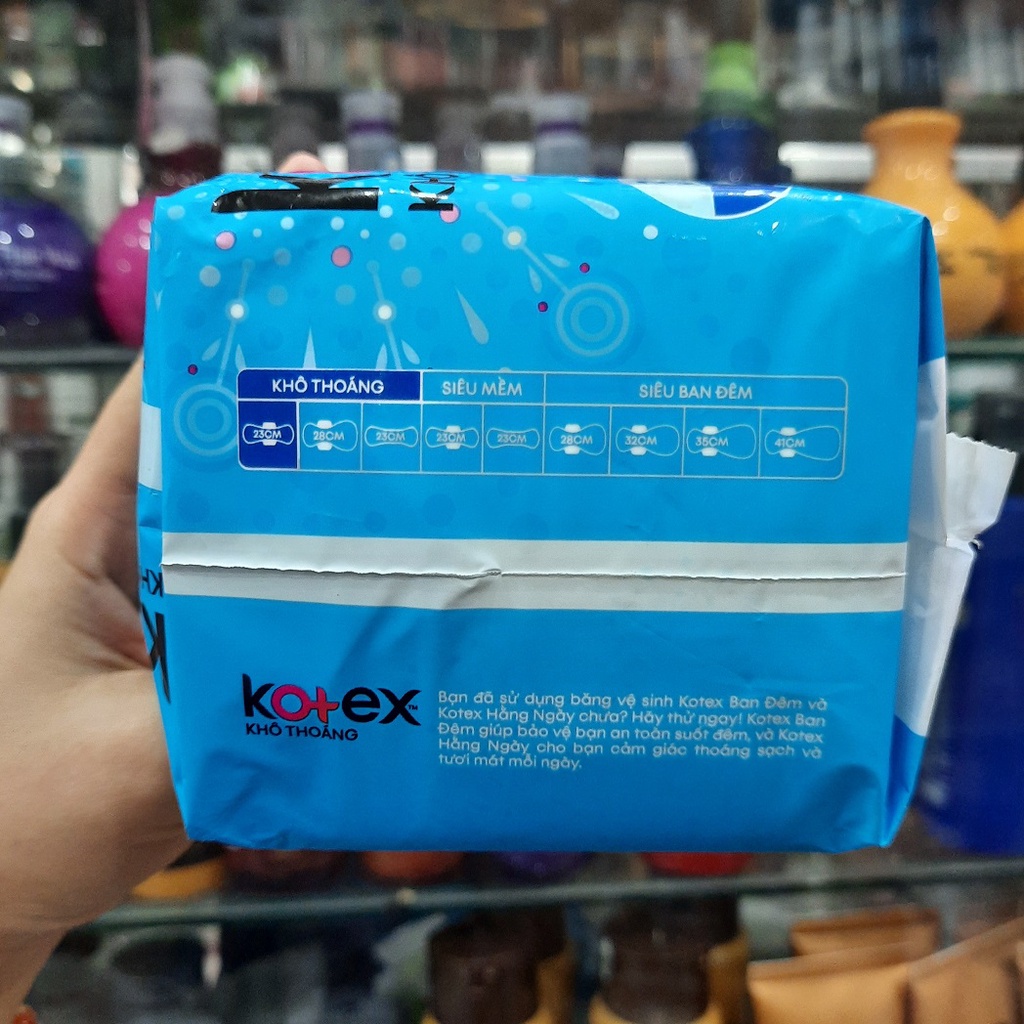 KHÔ THOÁNG SIÊU MỀM SIÊU BAN ĐÊM
23CM 28CM 23CM 23CM 23CM 28CM 32CM 35CM 41CM
kotex™
KHÔ THOÁNG
Bạn đã sử dụng băng vệ sinh Kotex Ban Đêm và
Kotex Hằng Ngày chưa? Hãy thử ngay! Kotex Ban
Đêm giúp bảo vệ bạn an toàn suốt đêm, và Kotex
Hằng Ngày cho bạn cảm giác thoáng sạch và
tươi mát mỗi ngày.